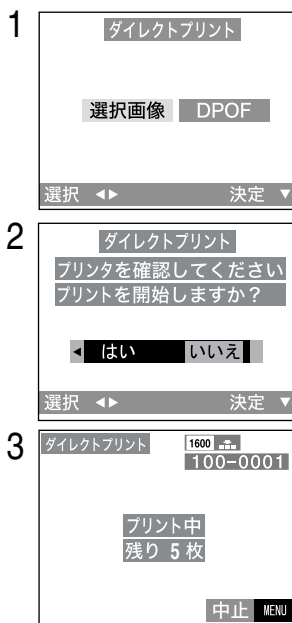 1
ダイレクトプリント
選択画像 DPOF
選択 ◀▶ 決定 ▼
2
ダイレクトプリント
プリンタを確認してください
プリントを開始しますか？
◀ はい いいえ
選択 ◀▶ 決定 ▼
3
ダイレクトプリント 1600
100-0001
プリント中
残り 5 枚
中止 MENU